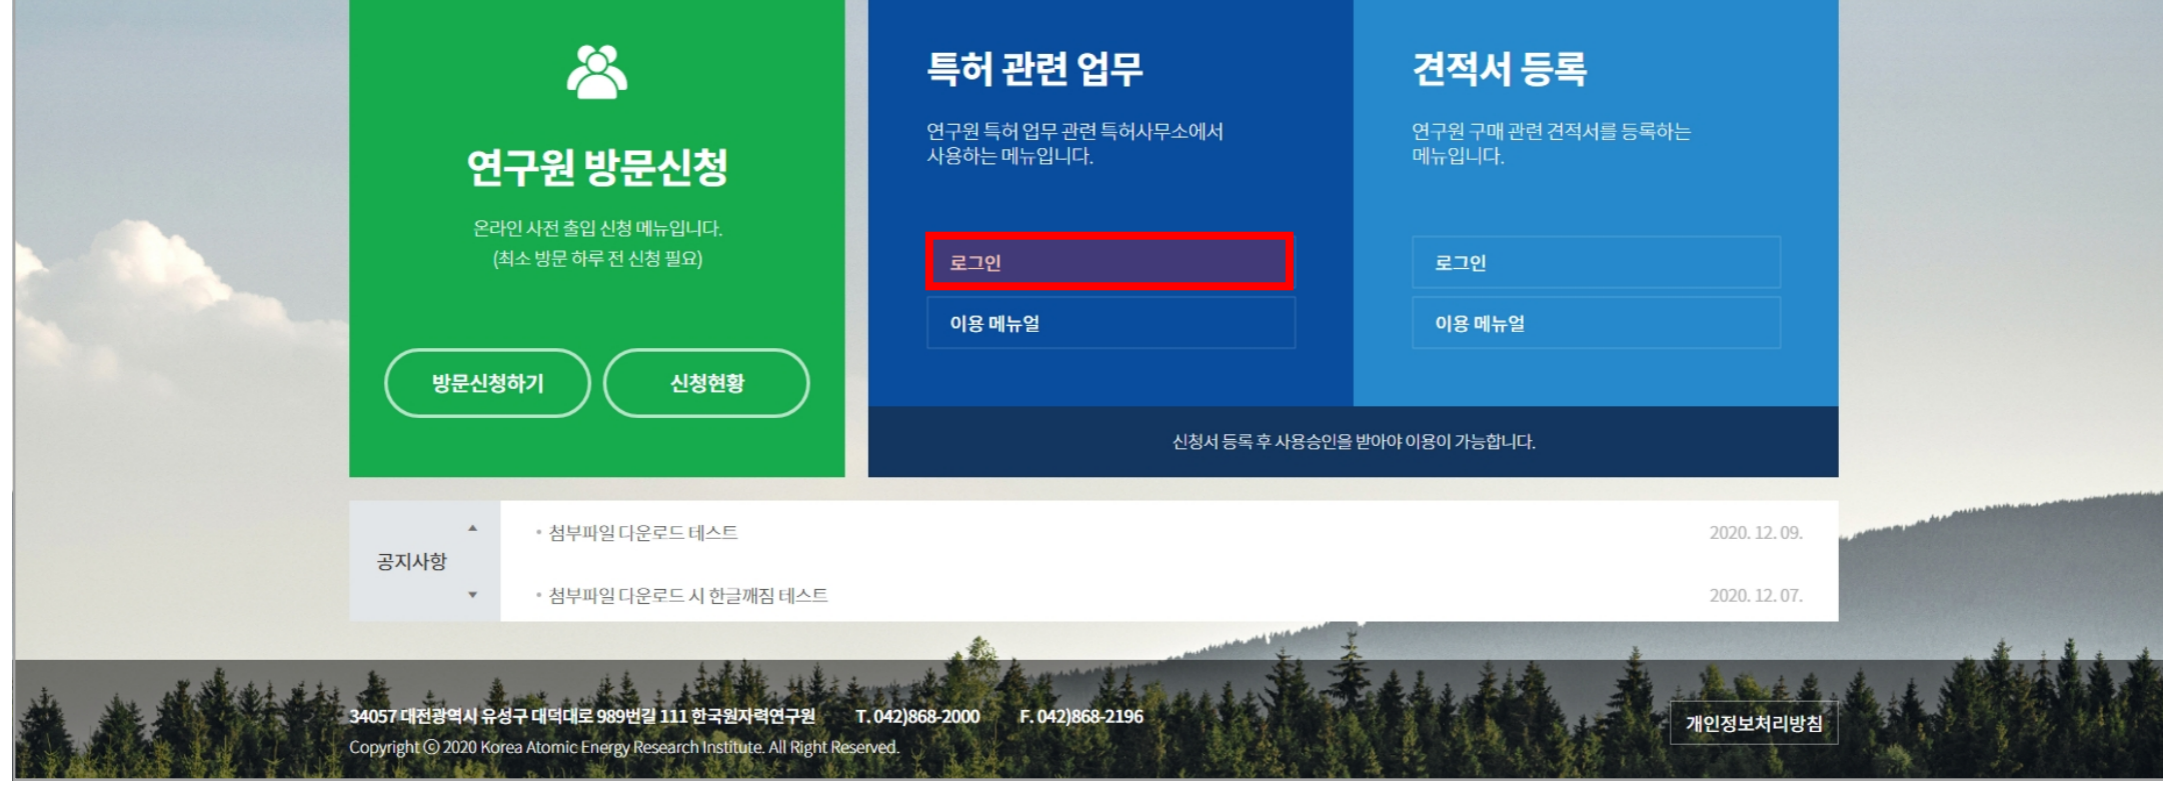 연구원 방문신청
온라인 사전 출입 신청 메뉴입니다.
(최소 방문 하루 전 신청 필요)
방문신청하기
신청현황
특허 관련 업무
연구원 특허 업무 관련 특허사무소에서
사용하는 메뉴입니다.
로그인
이용 메뉴얼
견적서 등록
연구원 구매 관련 견적서를 등록하는
메뉴입니다.
로그인
이용 메뉴얼
신청서 등록 후 사용승인을 받아야 이용이 가능합니다.
공지사항
• 첨부파일 다운로드 테스트 2020. 12. 09.
• 첨부파일 다운로드 시 한글깨짐 테스트 2020. 12. 07.
34057 대전광역시 유성구 대덕대로 989번길 111 한국원자력연구원 T. 042)868-2000 F. 042)868-2196
Copyright ⓒ 2020 Korea Atomic Energy Research Institute. All Right Reserved.
개인정보처리방침